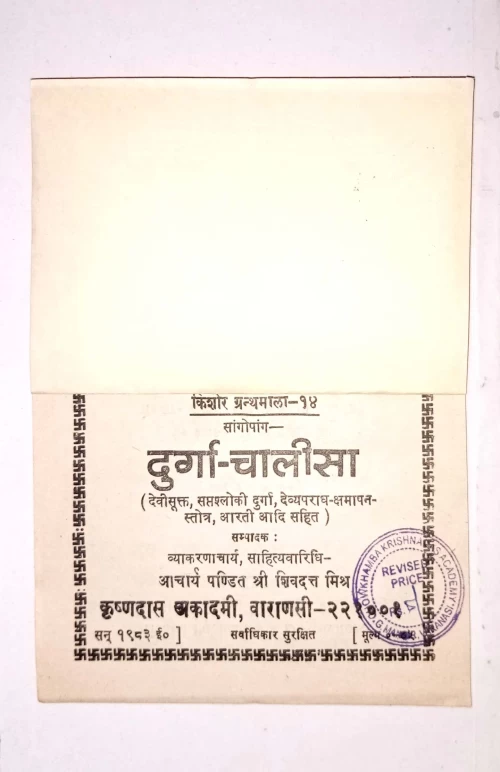 किशोर ग्रन्थमाला-१४
सांगोपांग—
दुर्गा-चालीसा
( देवीसूक्त, सप्तश्लोकी दुर्गा, देव्यपराध-क्षमापन-
स्तोत्र, आरती आदि सहित )
सम्पादक :
व्याकरणाचार्य, साहित्यवारिधि-
आचार्य पण्डित श्री शिवदत्त मिश्र
कृष्णदास अकादमी, वाराणसी-२२१००१
सन् १९८३ ई० ]
सर्वाधिकार सुरक्षित
[ मूल्य
REVISED
PRICE